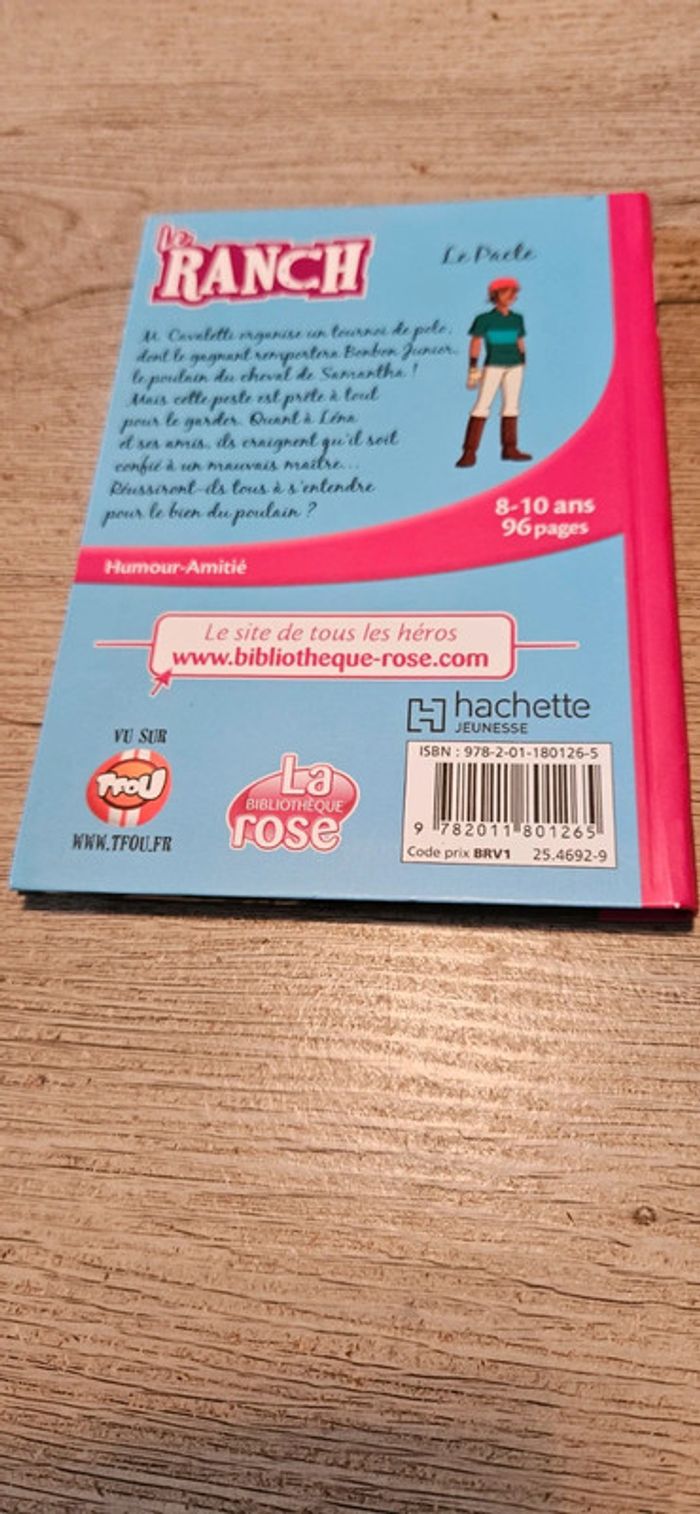 Le RANCH
Le Pacte
M. Cavaletti organise un tournoi de polo,
dont le gagnant remportera Bonbon Junior,
le poulain du cheval de Samantha !
Mais cette peste est prête à tout
pour le garder. Quant à Léna
et ses amis, ils craignent qu'il soit
confié à un mauvais maître...
Réussiront-ils tous à s'entendre
pour le bien du poulain ?
8-10 ans
96 pages
Humour-Amitié
Le site de tous les héros
www.bibliotheque-rose.com
hachette
JEUNESSE
VU SUR
TFOU
WWW.TFOU.FR
La
BIBLIOTHÈQUE
rose
ISBN : 978-2-01-180126-5
9 782011 801265
Code prix BRV1 25.4692-9